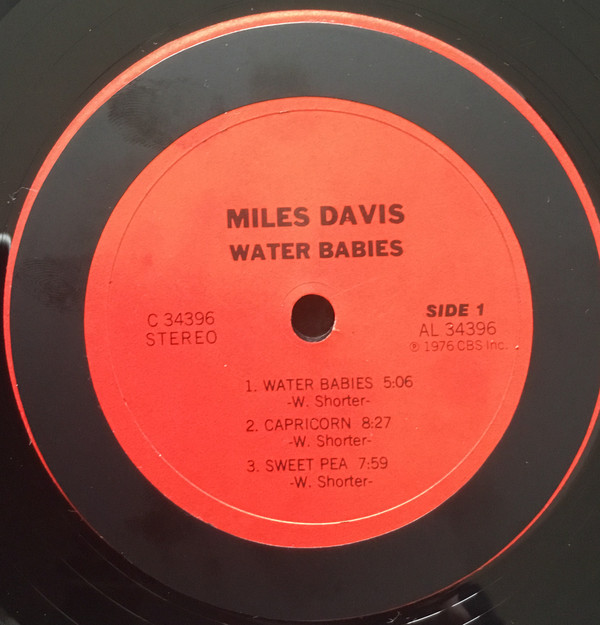 MILES DAVIS
WATER BABIES
C 34396
STEREO
SIDE 1
AL 34396
℗ 1976 CBS Inc.
1. WATER BABIES 5:06
-W. Shorter-
2. CAPRICORN 8:27
-W. Shorter-
3. SWEET PEA 7:59
-W. Shorter-